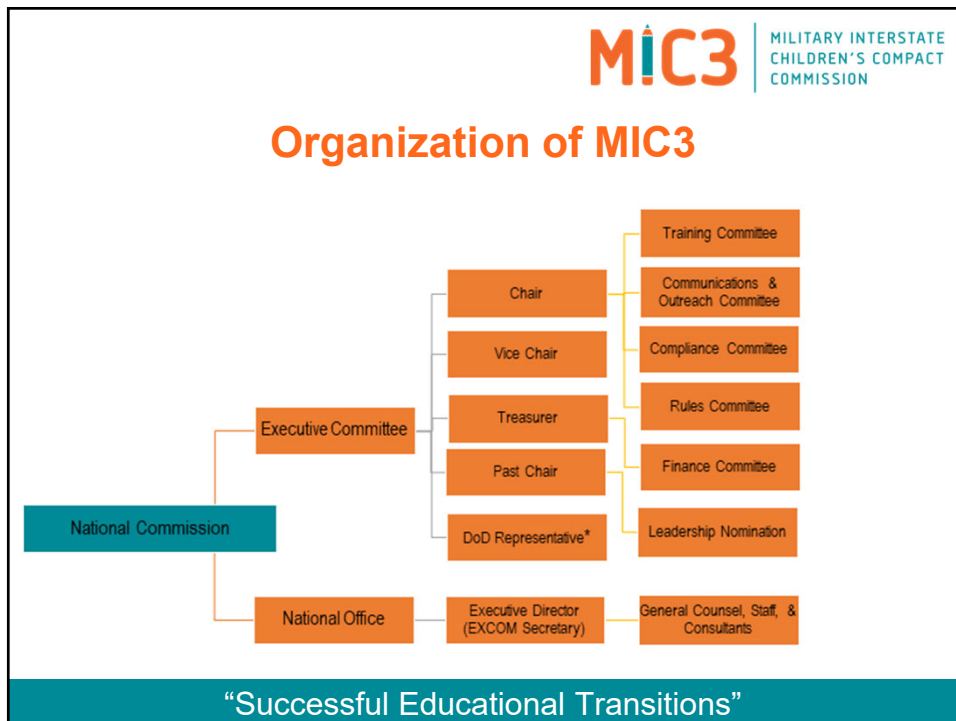 MIC3
MILITARY INTERSTATE
CHILDREN'S COMPACT
COMMISSION
Organization of MIC3
Training Committee
Chair
Communications &
Outreach Committee
Vice Chair
Compliance Committee
Executive Committee
Treasurer
Rules Committee
Past Chair
Finance Committee
National Commission
DoD Representative*
Leadership Nomination
National Office
Executive Director
(EXCOM Secretary)
General Counsel, Staff, &
Consultants
“Successful Educational Transitions”